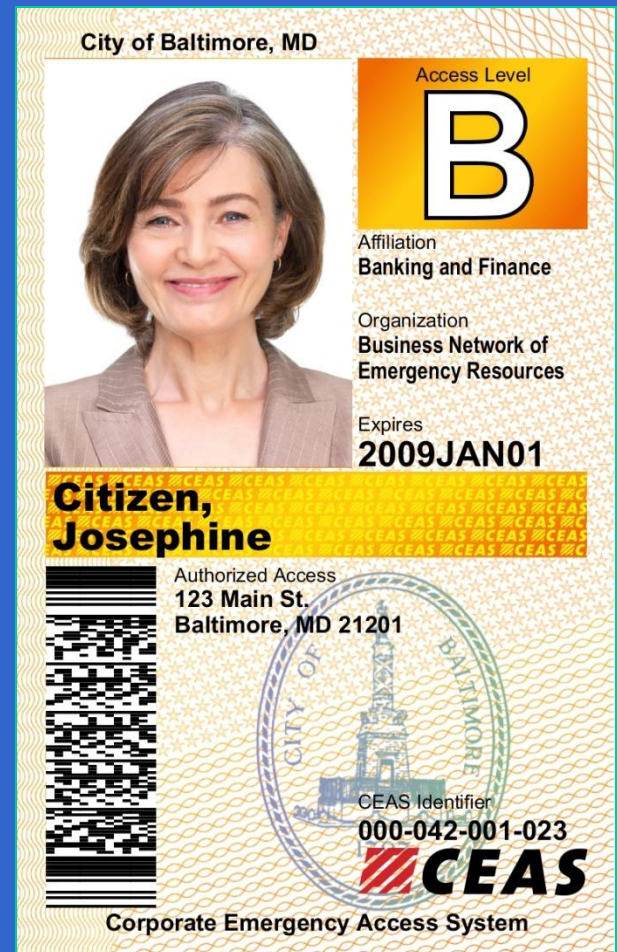 City of Baltimore, MD
Access Level
B
Affiliation
Banking and Finance
Organization
Business Network of
Emergency Resources
Expires
2009JAN01
Citizen,
Josephine
Authorized Access
123 Main St.
Baltimore, MD 21201
CITY OF BALTIMORE
CEAS Identifier
000-042-001-023
CEAS
Corporate Emergency Access System